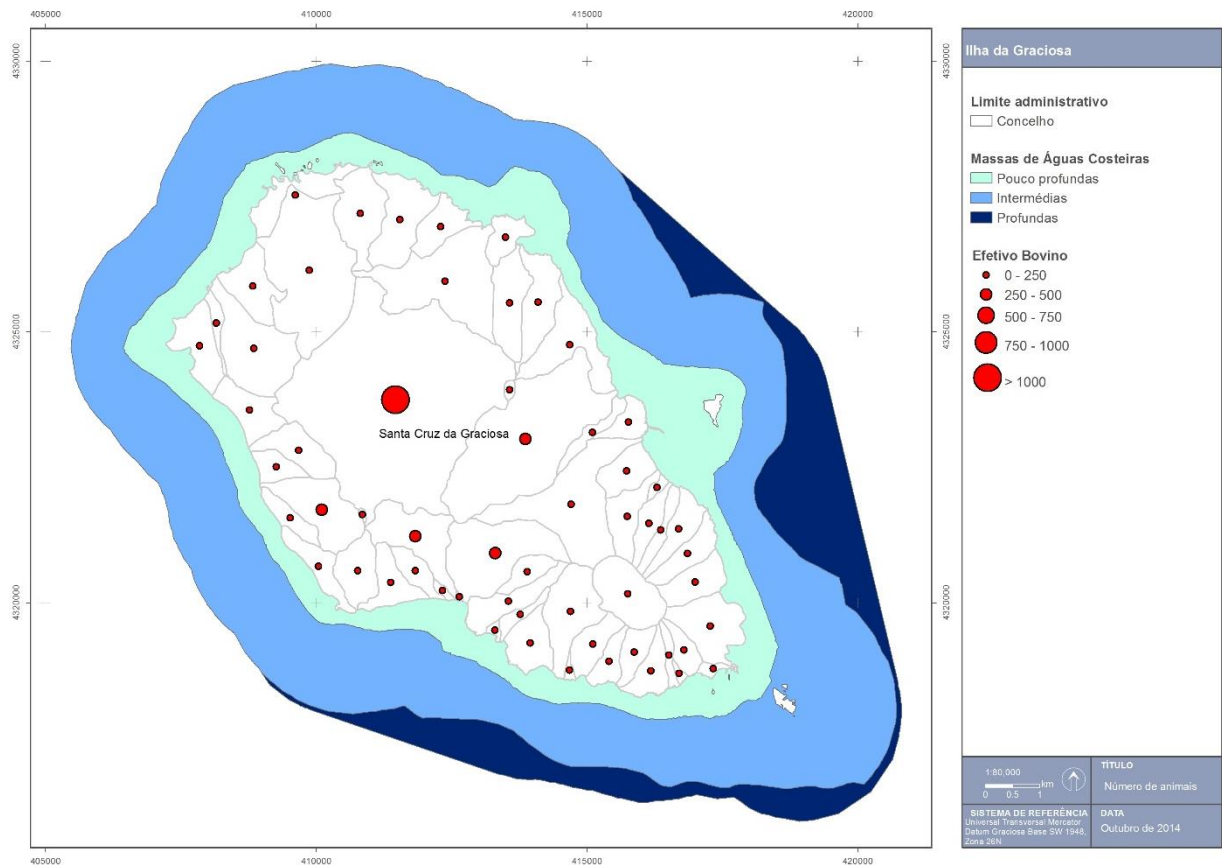 405000 410000 415000 420000
4330000 4330000
4325000 4325000
4320000 4320000
405000 410000 415000 420000
Santa Cruz da Graciosa
Ilha da Graciosa
Limite administrativo
Concelho
Massas de Águas Costeiras
Pouco profundas
Intermédias
Profundas
Efetivo Bovino
0 - 250
250 - 500
500 - 750
750 - 1000
> 1000
1:80,000
km
0 0.5 1
TÍTULO
Número de animais
SISTEMA DE REFERÊNCIA
Universal Transversal Mercator
Datum Graciosa Base SW 1948,
Zona 26N
DATA
Outubro de 2014